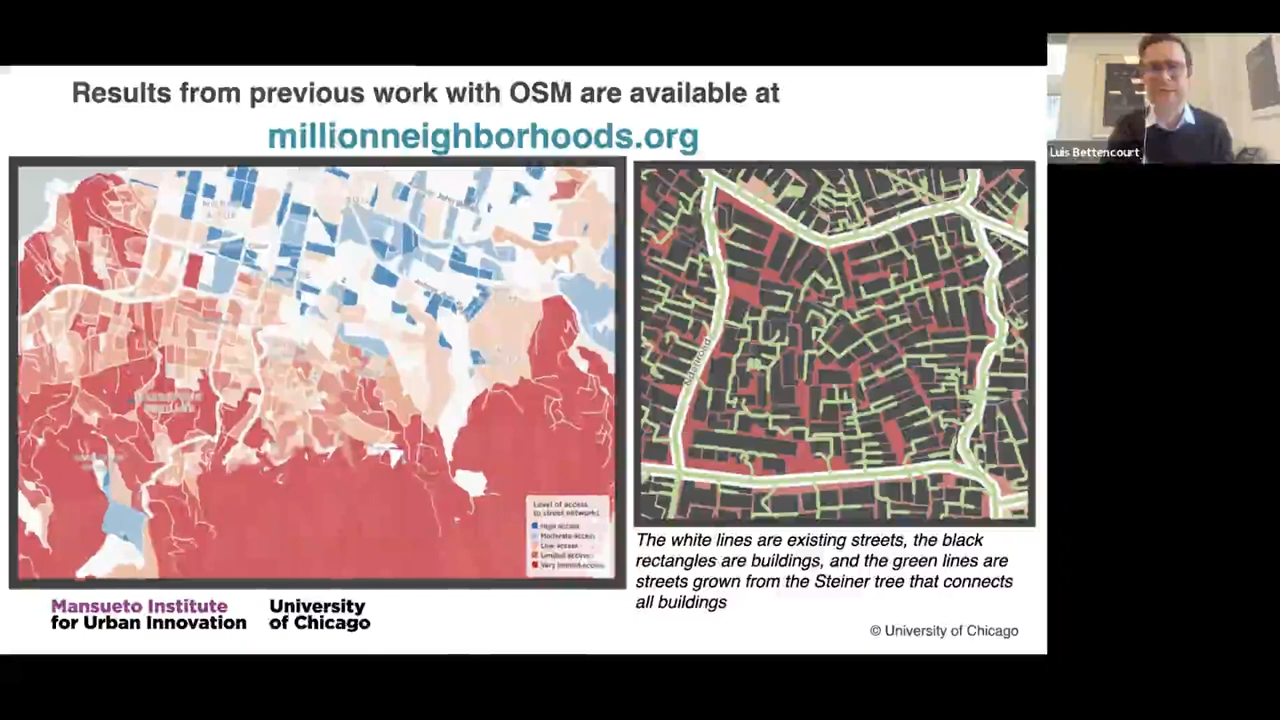 Results from previous work with OSM are available at
millionneighborhoods.org
Luis Bettencourt
Level of access
to street networks
High access
Moderate access
Low access
Limited access
Very limited access
The white lines are existing streets, the black
rectangles are buildings, and the green lines are
streets grown from the Steiner tree that connects
all buildings
Mansueto Institute
for Urban Innovation
University
of Chicago
© University of Chicago